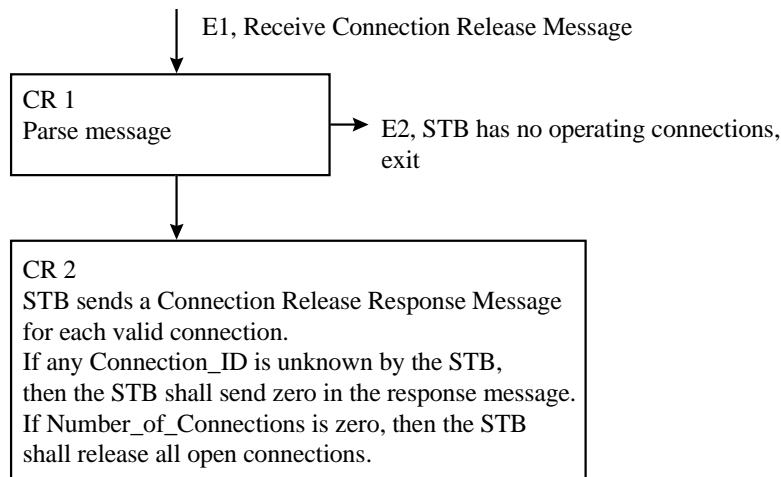 E1, Receive Connection Release Message
CR 1
Parse message
E2, STB has no operating connections,
exit
CR 2
STB sends a Connection Release Response Message
for each valid connection.
If any Connection_ID is unknown by the STB,
then the STB shall send zero in the response message.
If Number_of_Connections is zero, then the STB
shall release all open connections.